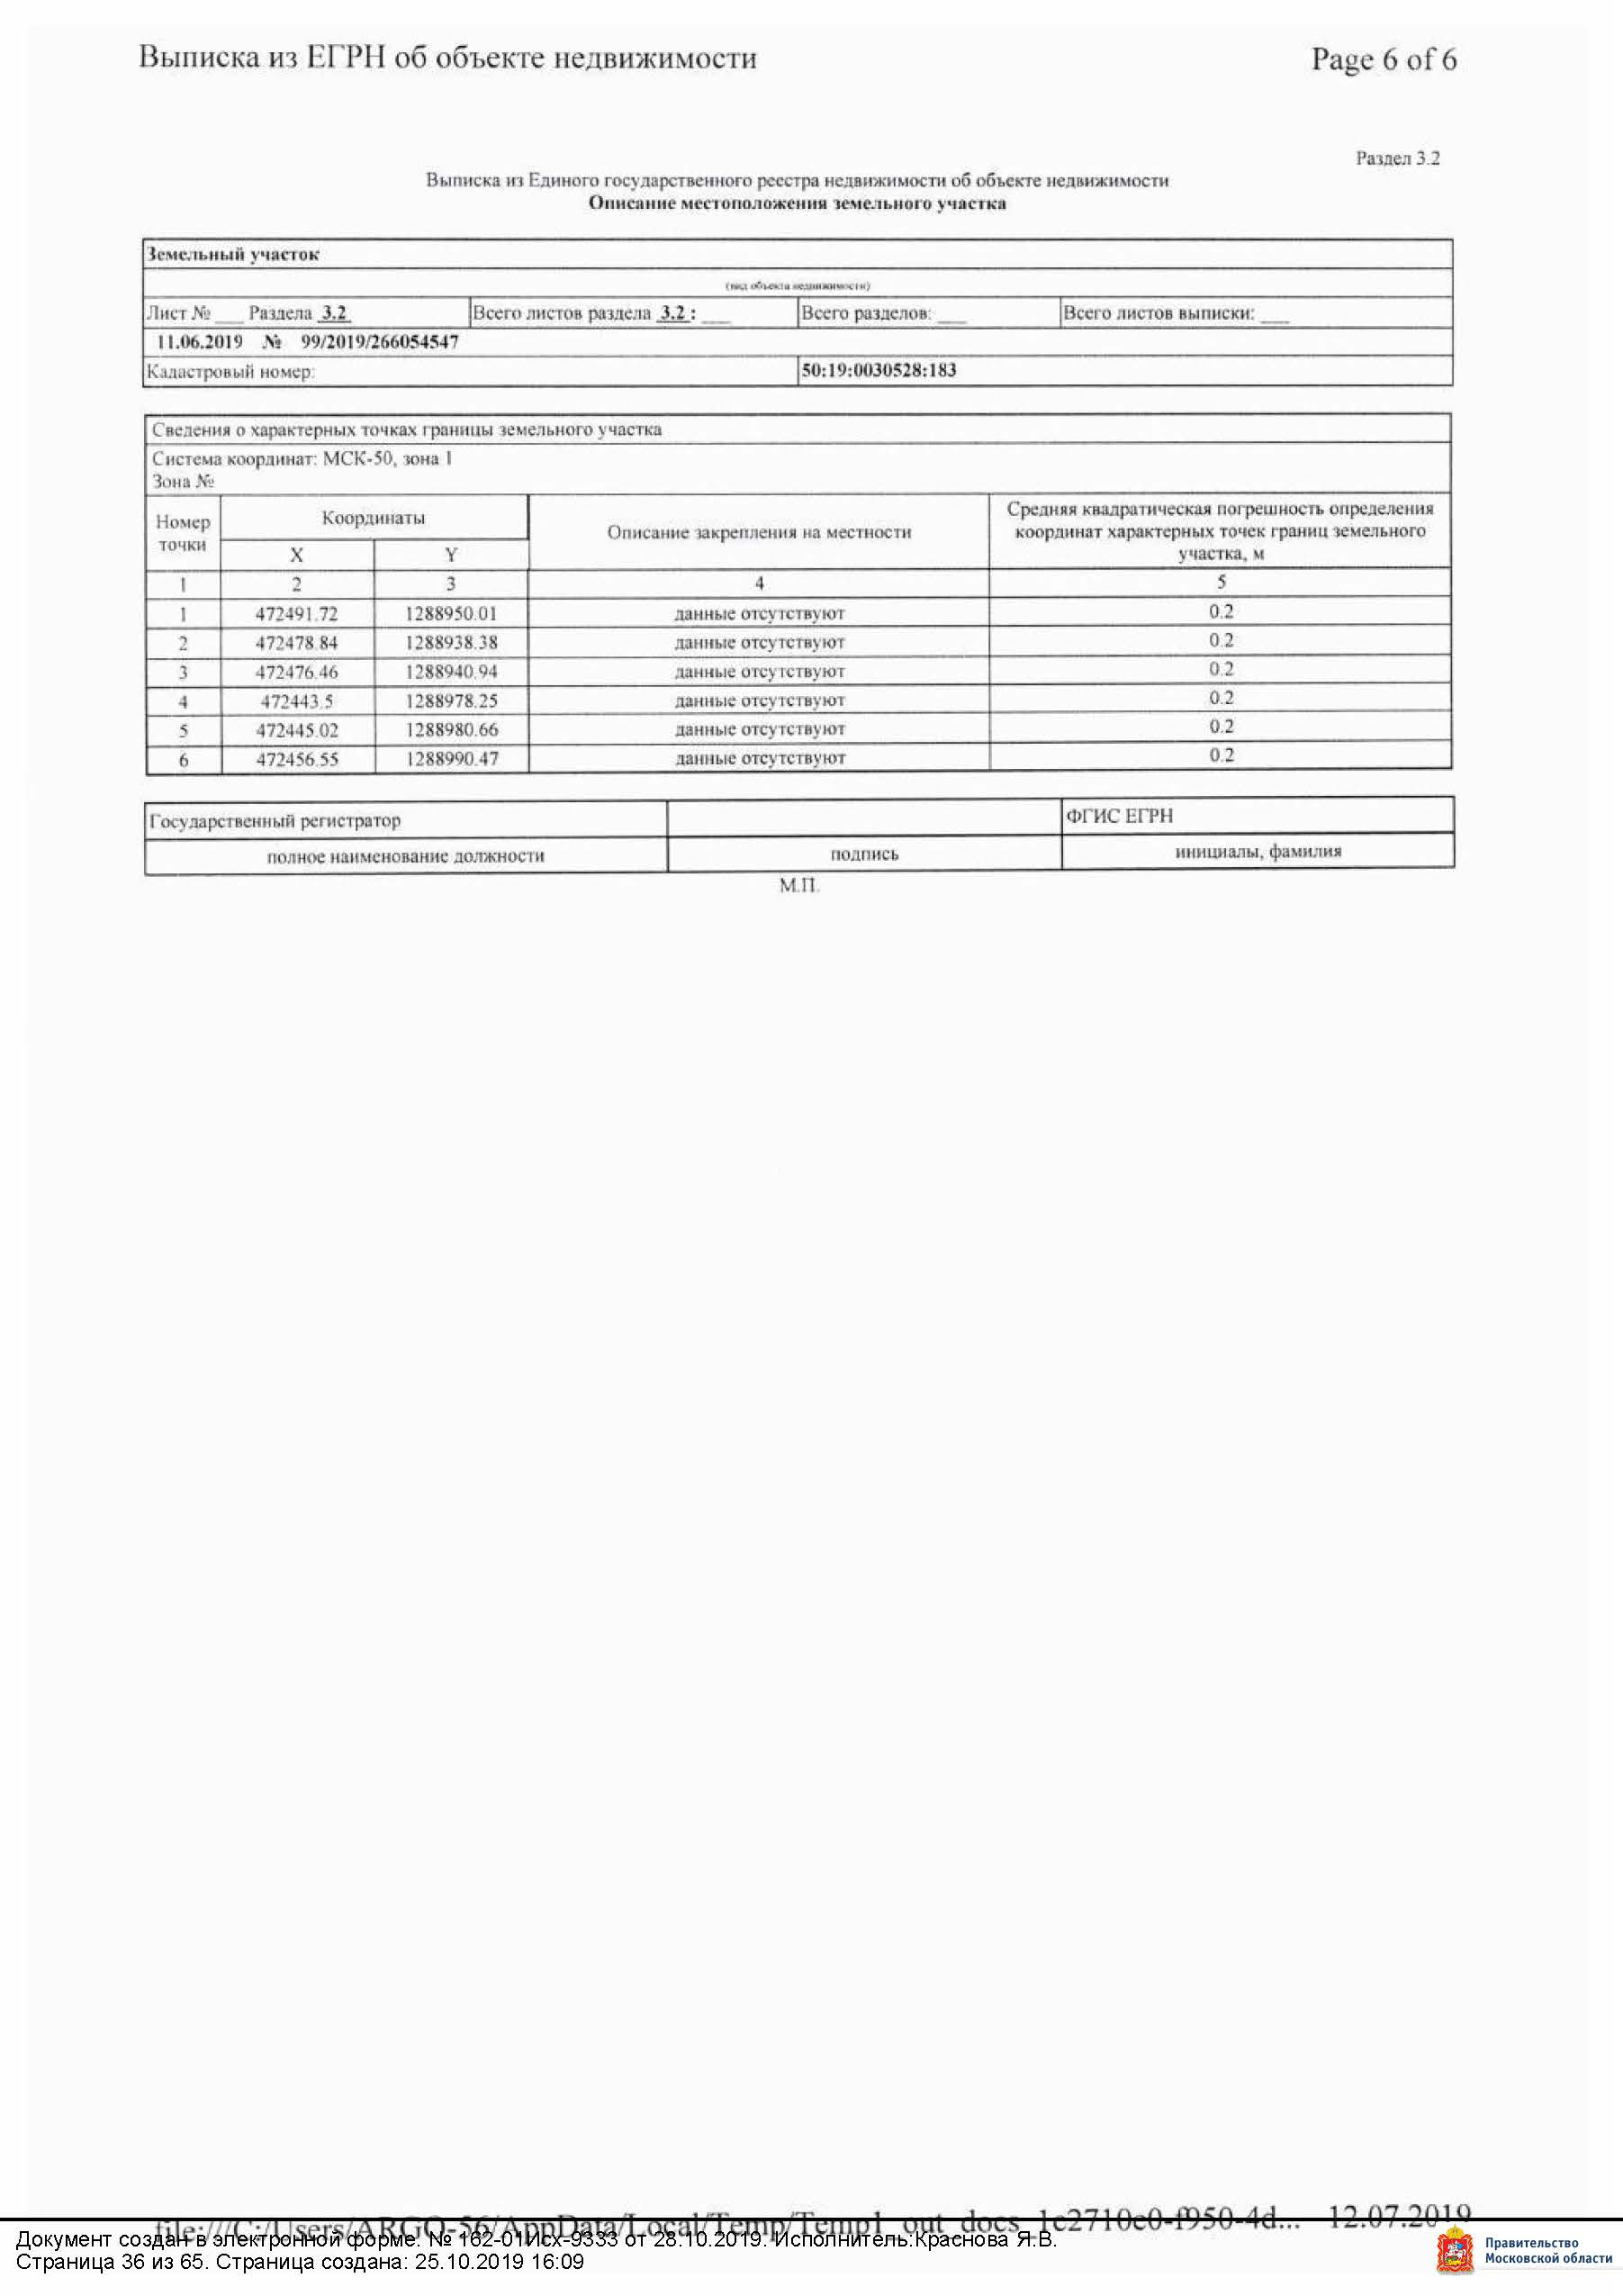 Выписка из ЕГРН об объекте недвижимости Page 6 of 6
Раздел 3.2
Выписка из Единого государственного реестра недвижимости об объекте недвижимости
Описание местоположения земельного участка
Земельный участок
(вид объекта недвижимости)
Лист № ___ Раздела 3.2 Всего листов раздела 3.2 : ___ Всего разделов: ___ Всего листов выписки: ___
11.06.2019 № 99/2019/266054547
Кадастровый номер: 50:19:0030528:183
Сведения о характерных точках границы земельного участка
Система координат: МСК-50, зона 1
Зона №
Номер точки Координаты Описание закрепления на местности Средняя квадратическая погрешность определения координат характерных точек границ земельного участка, м
X Y
1 2 3 4 5
1 472491.72 1288950.01 данные отсутствуют 0.2
2 472478.84 1288938.38 данные отсутствуют 0.2
3 472476.46 1288940.94 данные отсутствуют 0.2
4 472443.5 1288978.25 данные отсутствуют 0.2
5 472445.02 1288980.66 данные отсутствуют 0.2
6 472456.55 1288990.47 данные отсутствуют 0.2
Государственный регистратор ФГИС ЕГРН
полное наименование должности подпись инициалы, фамилия
М.П.
file:///C:/Users/ARGO-56/AppData/Local/Temp/Temp1_out_docs_1c2710c0-f950-4d... 12.07.2019
Документ создан в электронной форме. № 162-01Исх-9333 от 28.10.2019. Исполнитель:Краснова Я.В.
Страница 36 из 65. Страница создана: 25.10.2019 16:09
Правительство
Московской области